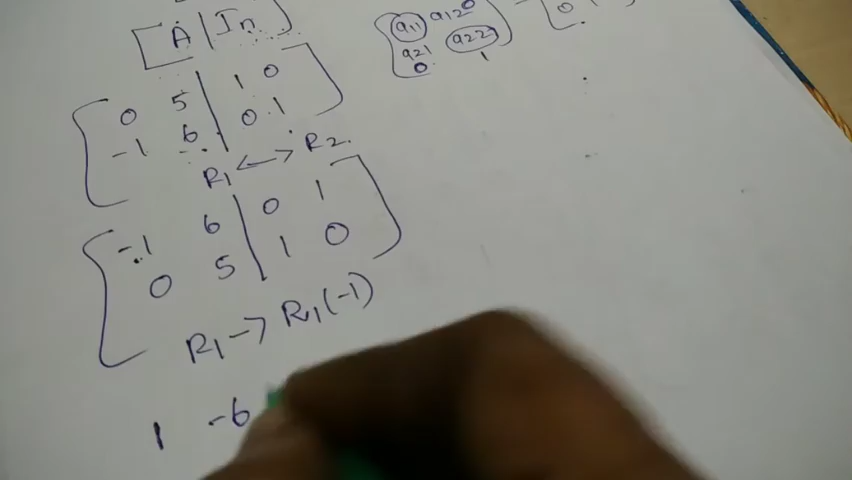 [A | In]
0 5 | 1 0
-1 6 | 0 1
R1 ↔ R2
-1 6 | 0 1
0 5 | 1 0
R1 → R1(-1)
1 -6
a11 a12 0
a21 a22
0 1
0